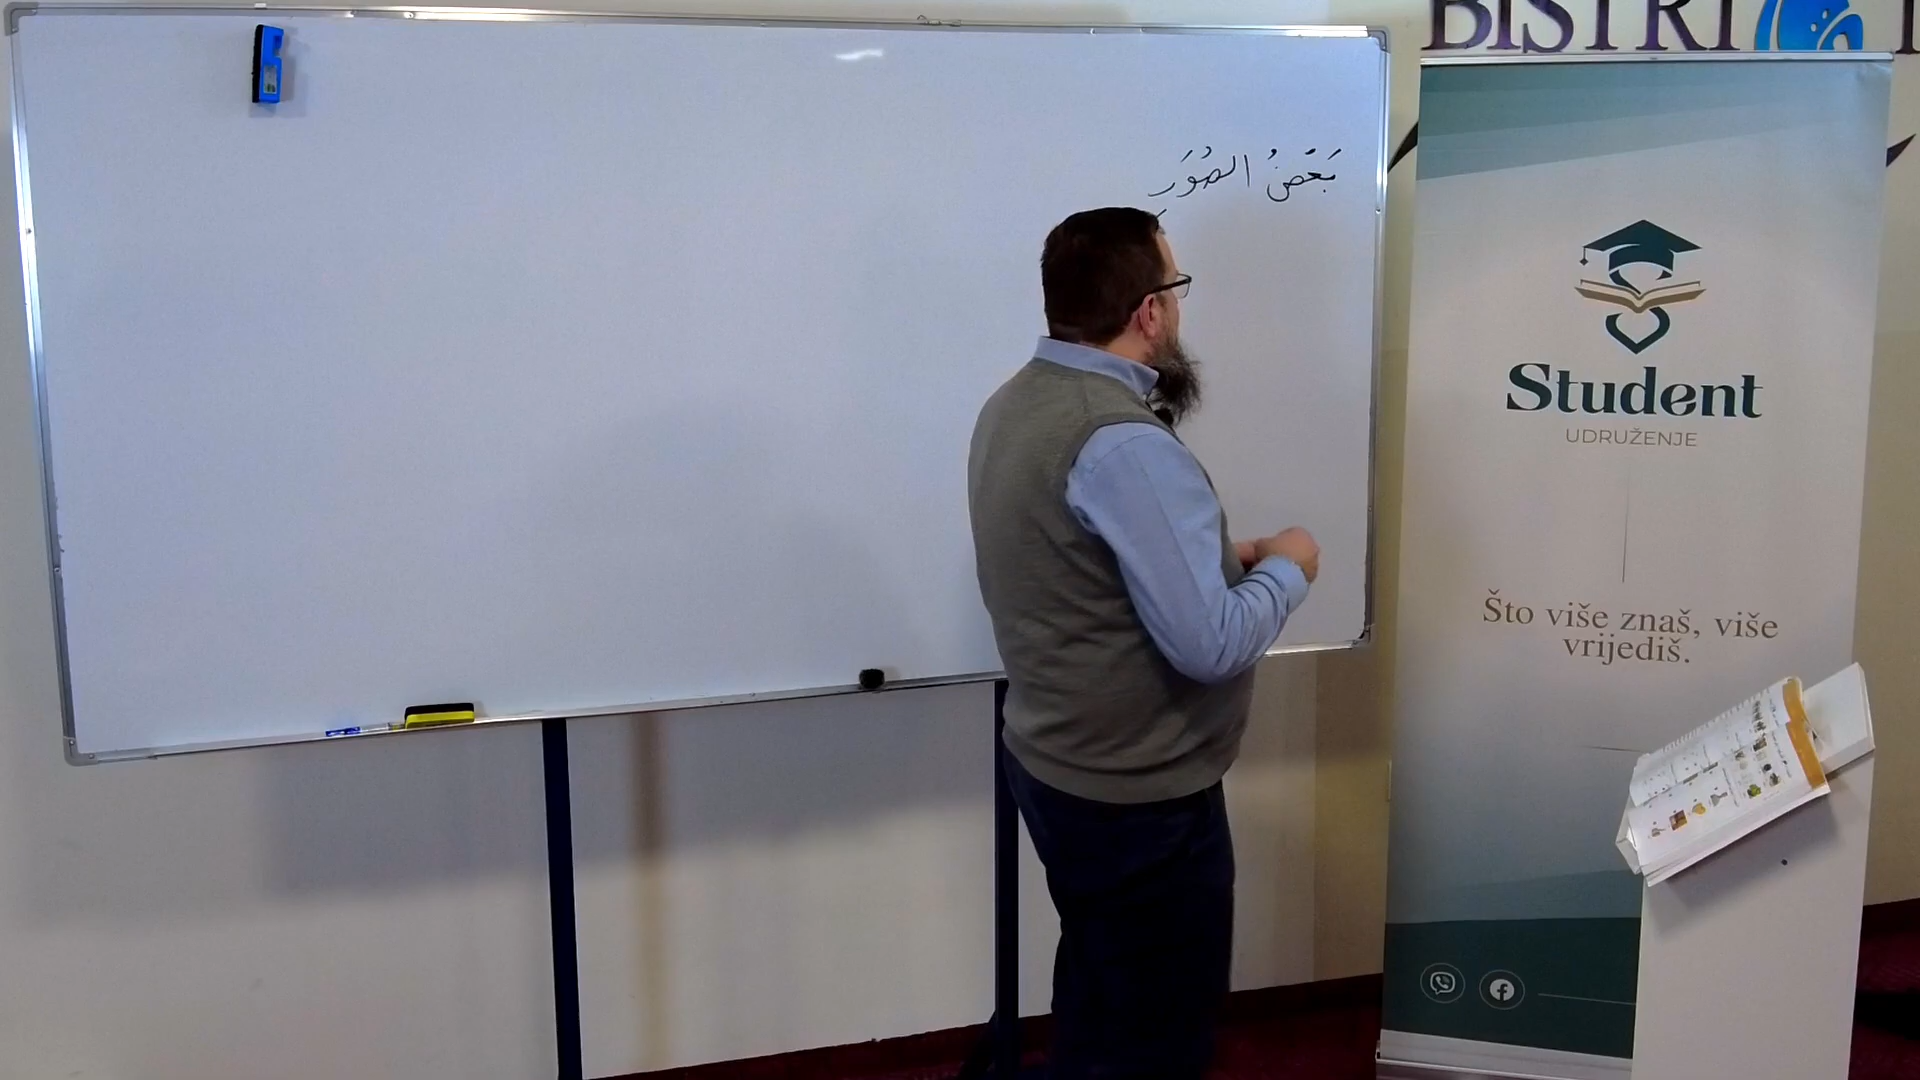 بَعْضُ الصُّوَرِ
BISTRI
Student
UDRUŽENJE
Što više znaš, više
vrijediš.